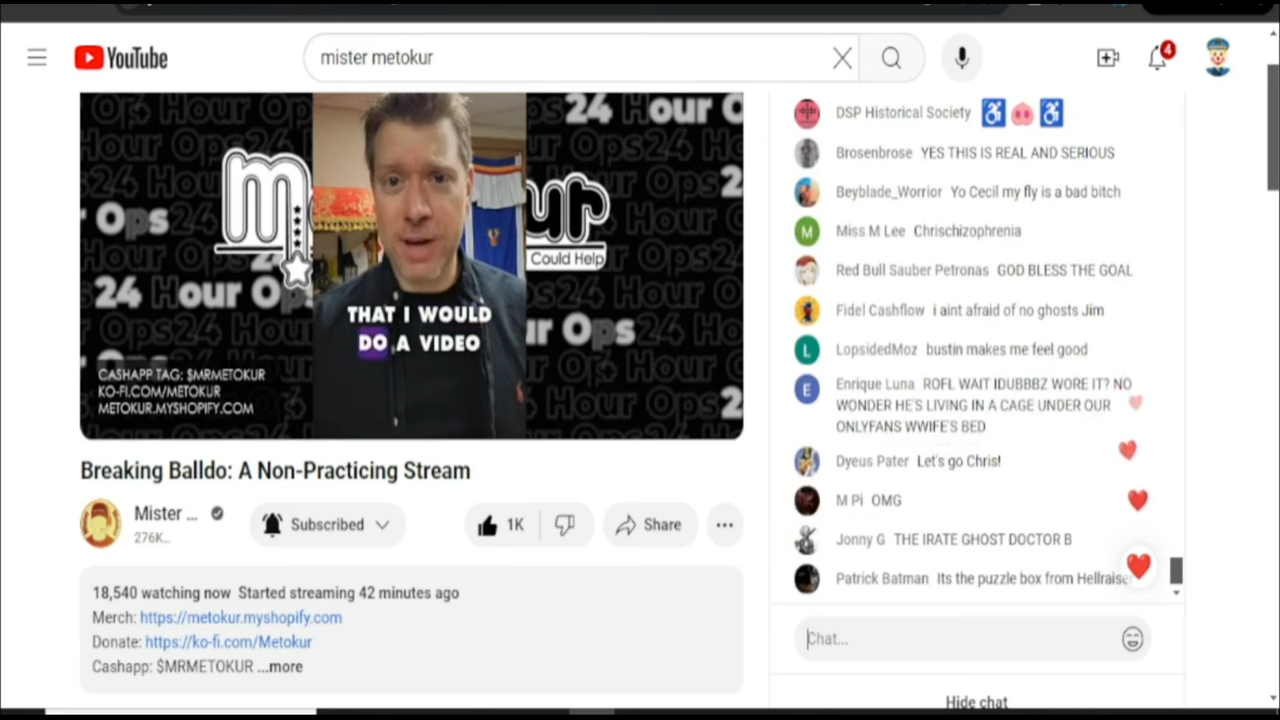 YouTube
mister metokur
4
24 Hour Ops
Could Help
THAT I WOULD
DO A VIDEO
CASHAPP TAG: $MRMETOKUR
KO-FI.COM/METOKUR
METOKUR.MYSHOPIFY.COM
Breaking Balldo: A Non-Practicing Stream
Mister ...
276K...
Subscribed
1K
Share
18,540 watching now Started streaming 42 minutes ago
Merch: https://metokur.myshopify.com
Donate: https://ko-fi.com/Metokur
Cashapp: $MRMETOKUR ...more
DSP Historical Society
Brosenbrose YES THIS IS REAL AND SERIOUS
Beyblade_Worrior Yo Cecil my fly is a bad bitch
M
Miss M Lee Chrischizophrenia
Red Bull Sauber Petronas GOD BLESS THE GOAL
Fidel Cashflow i aint afraid of no ghosts Jim
L
LopsidedMoz bustin makes me feel good
E
Enrique Luna ROFL WAIT IDUBBBZ WORE IT? NO
WONDER HE'S LIVING IN A CAGE UNDER OUR
ONLYFANS WWIFE'S BED
Dyeus Pater Let's go Chris!
M Pi OMG
Jonny G THE IRATE GHOST DOCTOR B
Patrick Batman Its the puzzle box from Hellraiser
Chat...
Hide chat